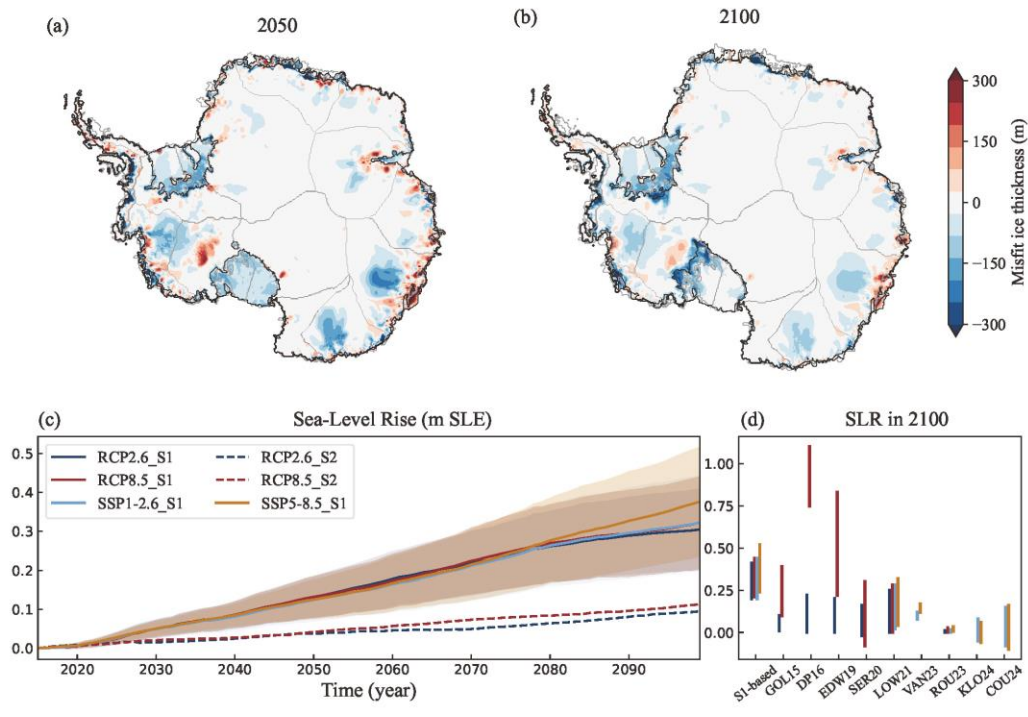 (a)
2050
(b)
2100
300
150
0
−150
−300
Misfit ice thickness (m)
(c)
Sea-Level Rise (m SLE)
RCP2.6_S1
RCP2.6_S2
RCP8.5_S1
RCP8.5_S2
SSP1-2.6_S1
SSP5-8.5_S1
0.5
0.4
0.3
0.2
0.1
0.0
2020
2030
2040
2050
2060
2070
2080
2090
Time (year)
(d)
SLR in 2100
1.00
0.75
0.50
0.25
0.00
S1-based
GOL15
DP16
EDW19
SER20
LOW21
VAN23
ROU23
KLO24
COU24